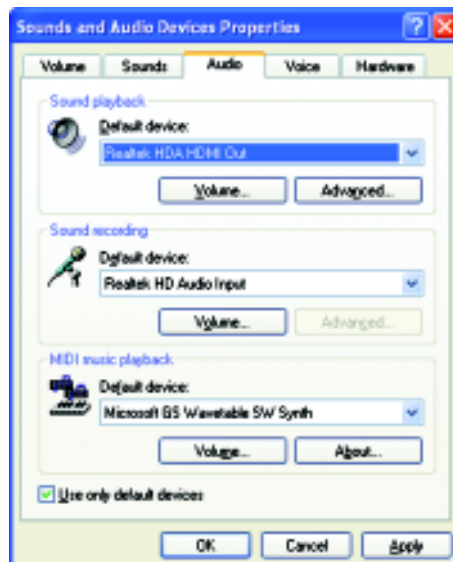 Sounds and Audio Devices Properties
Volume Sounds Audio Voice Hardware
Sound playback
Default device:
Realtek HDA HDMI Out
Volume... Advanced...
Sound recording
Default device:
Realtek HD Audio Input
Volume... Advanced...
MIDI music playback
Default device:
Microsoft GS Wavetable SW Synth
Volume... About...
Use only default devices
OK Cancel Apply